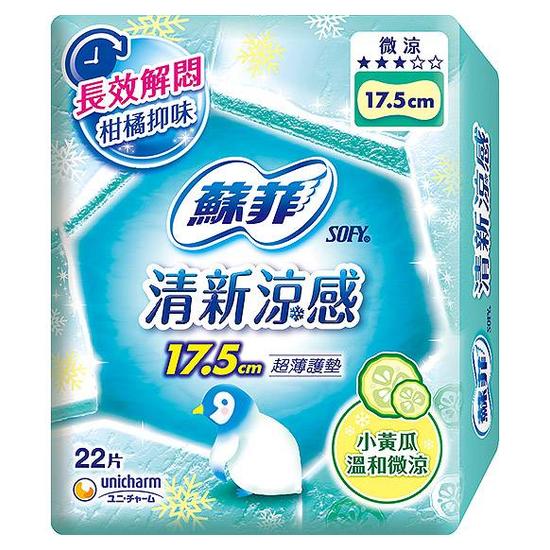 長效解悶
柑橘抑味
微涼
★★★☆☆
17.5cm
蘇菲
SOFY®
清新涼感
17.5cm 超薄護墊
小黃瓜
溫和微涼
22片
unicharm
ユニ・チャーム
蘇菲 清新涼感